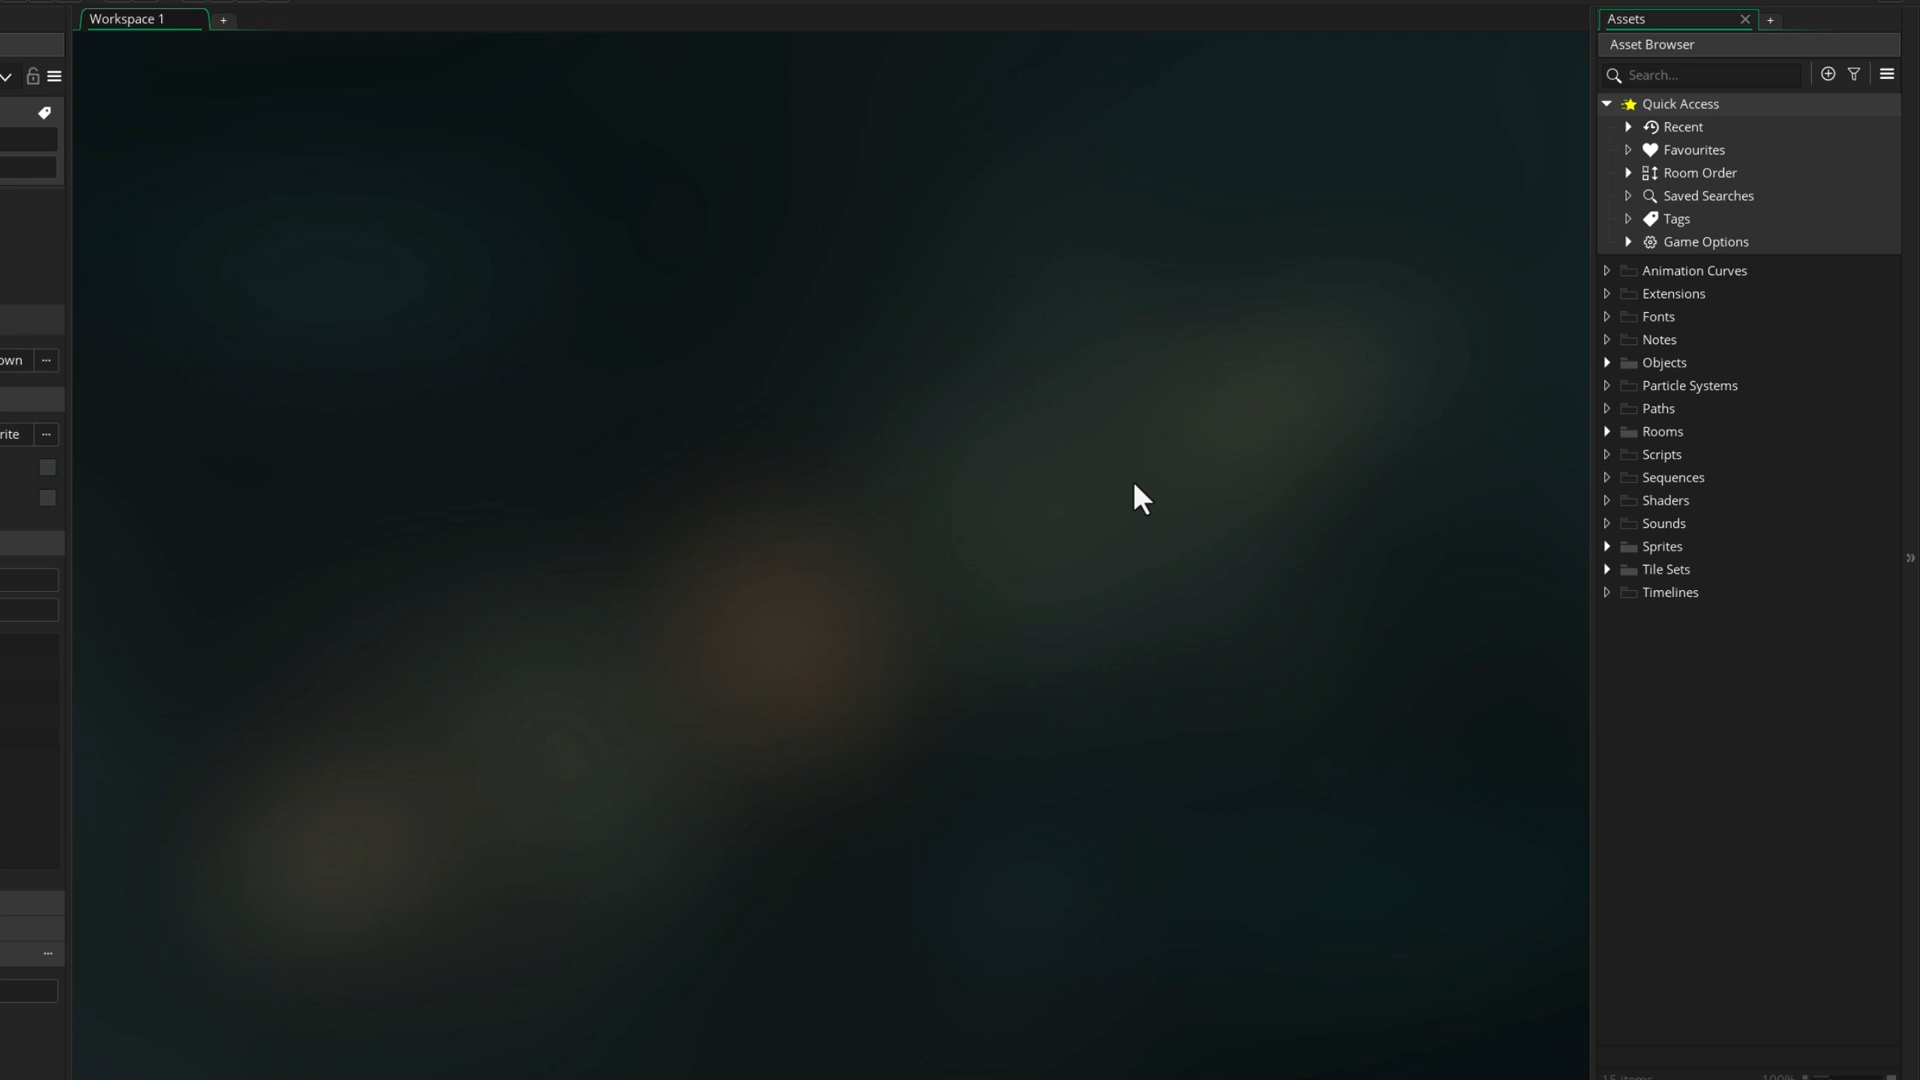 Workspace 1
+
Assets
+
Asset Browser
Search...
Quick Access
Recent
Favourites
Room Order
Saved Searches
Tags
Game Options
Animation Curves
Extensions
Fonts
Notes
Objects
Particle Systems
Paths
Rooms
Scripts
Sequences
Shaders
Sounds
Sprites
Tile Sets
Timelines
own
...
rite
...
...